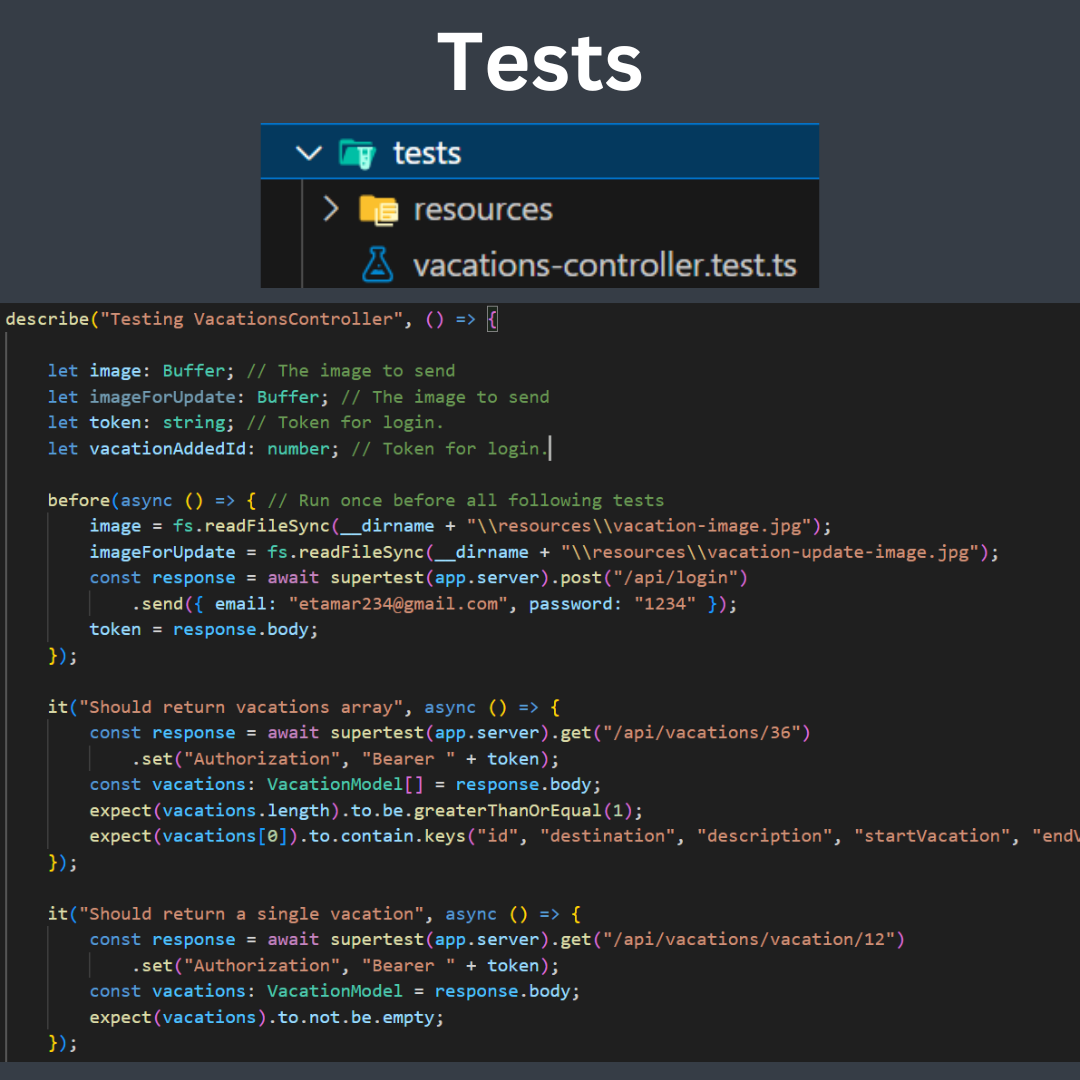 Tests
tests
resources
vacations-controller.test.ts
describe("Testing VacationsController", () => {
let image: Buffer; // The image to send
let imageForUpdate: Buffer; // The image to send
let token: string; // Token for login.
let vacationAddedId: number; // Token for login.
before(async () => { // Run once before all following tests
image = fs.readFileSync(__dirname + "\\resources\\vacation-image.jpg");
imageForUpdate = fs.readFileSync(__dirname + "\\resources\\vacation-update-image.jpg");
const response = await supertest(app.server).post("/api/login")
.send({ email: "etamar234@gmail.com", password: "1234" });
token = response.body;
});
it("Should return vacations array", async () => {
const response = await supertest(app.server).get("/api/vacations/36")
.set("Authorization", "Bearer " + token);
const vacations: VacationModel[] = response.body;
expect(vacations.length).to.be.greaterThanOrEqual(1);
expect(vacations[0]).to.contain.keys("id", "destination", "description", "startVacation", "endV
});
it("Should return a single vacation", async () => {
const response = await supertest(app.server).get("/api/vacations/vacation/12")
.set("Authorization", "Bearer " + token);
const vacations: VacationModel = response.body;
expect(vacations).to.not.be.empty;
});